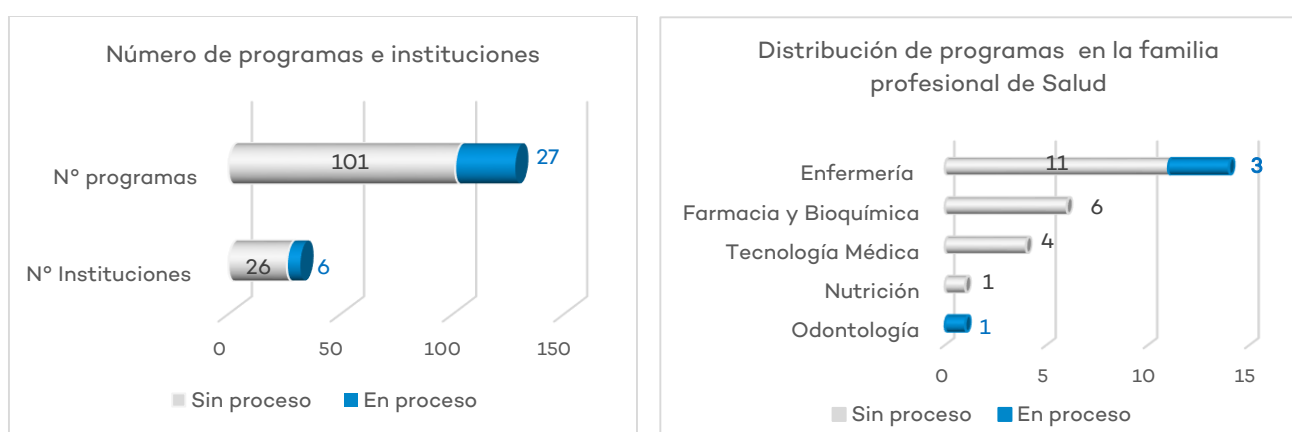 Número de programas e instituciones
N° programas
101
27
N° Instituciones
26
6
0
50
100
150
Sin proceso
En proceso
Distribución de programas en la familia
profesional de Salud
Enfermería
11
3
Farmacia y Bioquímica
6
Tecnología Médica
4
Nutrición
1
Odontología
1
0
5
10
15
Sin proceso
En proceso